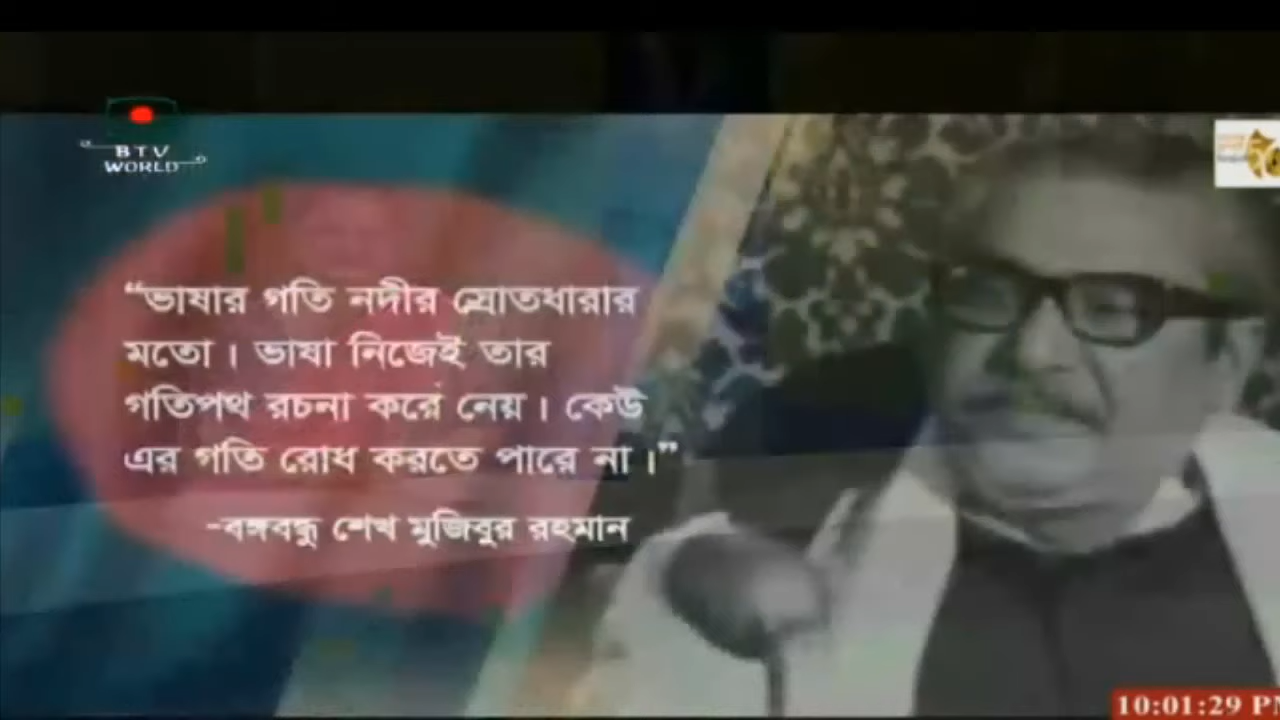 BTV
WORLD
“ভাষার গতি নদীর স্রোতধারার
মতো। ভাষা নিজেই তার
গতিপথ রচনা করে নেয়। কেউ
এর গতি রোধ করতে পারে না।”
-বঙ্গবন্ধু শেখ মুজিবুর রহমান
10:01:29